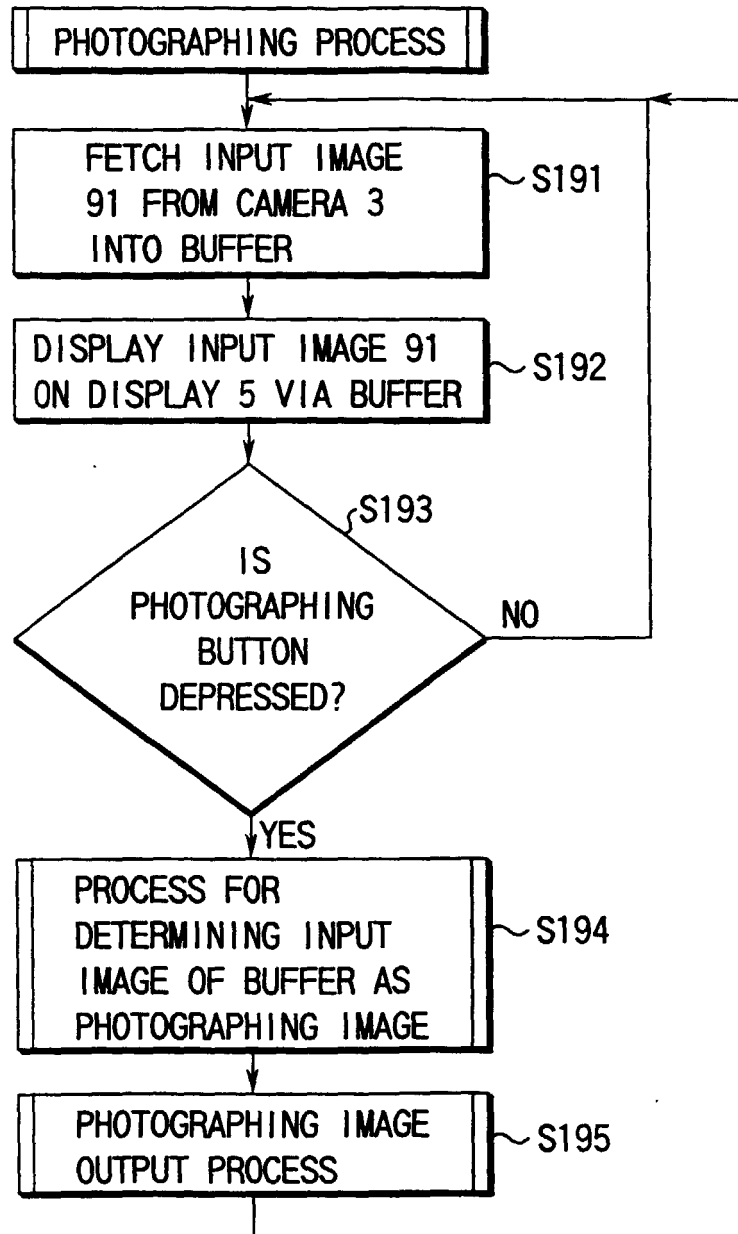 PHOTOGRAPHING PROCESS
FETCH INPUT IMAGE
91 FROM CAMERA 3
INTO BUFFER
S191
DISPLAY INPUT IMAGE 91
ON DISPLAY 5 VIA BUFFER
S192
S193
IS
PHOTOGRAPHING
BUTTON
DEPRESSED?
NO
YES
PROCESS FOR
DETERMINING INPUT
IMAGE OF BUFFER AS
PHOTOGRAPHING IMAGE
S194
PHOTOGRAPHING IMAGE
OUTPUT PROCESS
S195